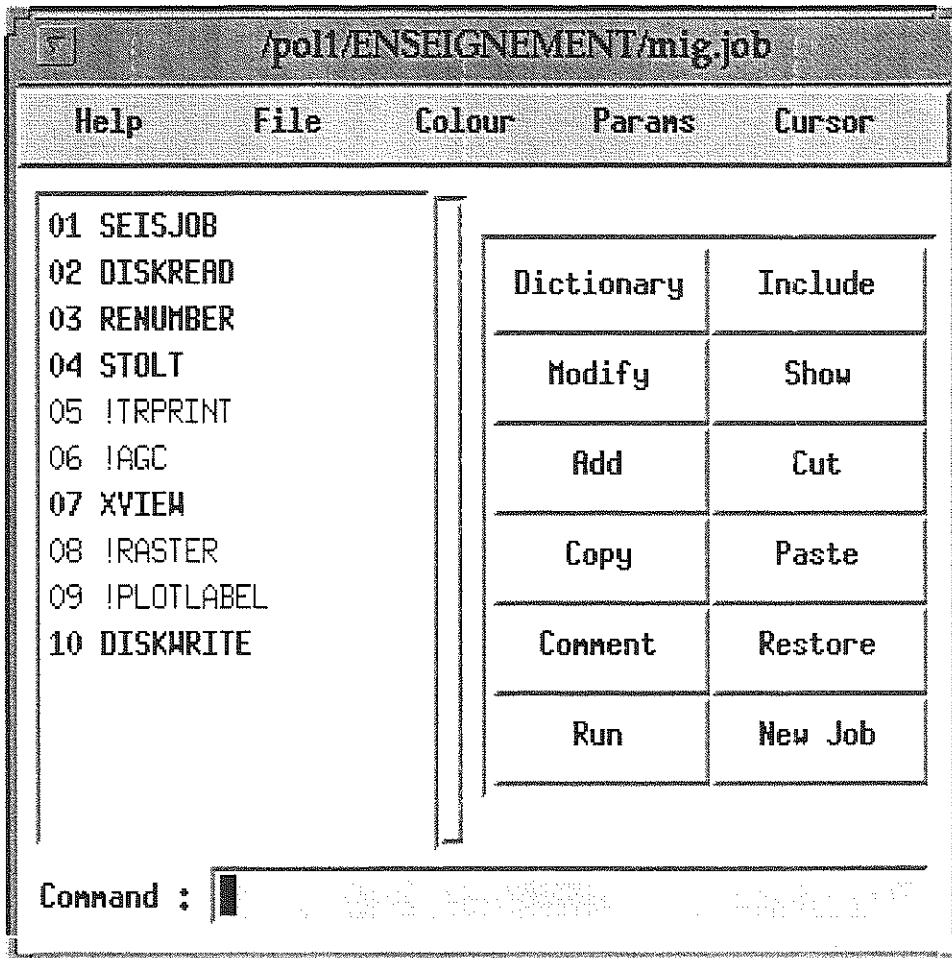 /pol1/ENSEIGNEMENT/mig.job
Help File Colour Params Cursor
01 SEISJOB
02 DISKREAD
03 RENUMBER
04 STOLT
05 !TRPRINT
06 !AGC
07 XVIEW
08 !RASTER
09 !PLOTLABEL
10 DISKWRITE
Dictionary Include
Modify Show
Add Cut
Copy Paste
Comment Restore
Run New Job
Command :